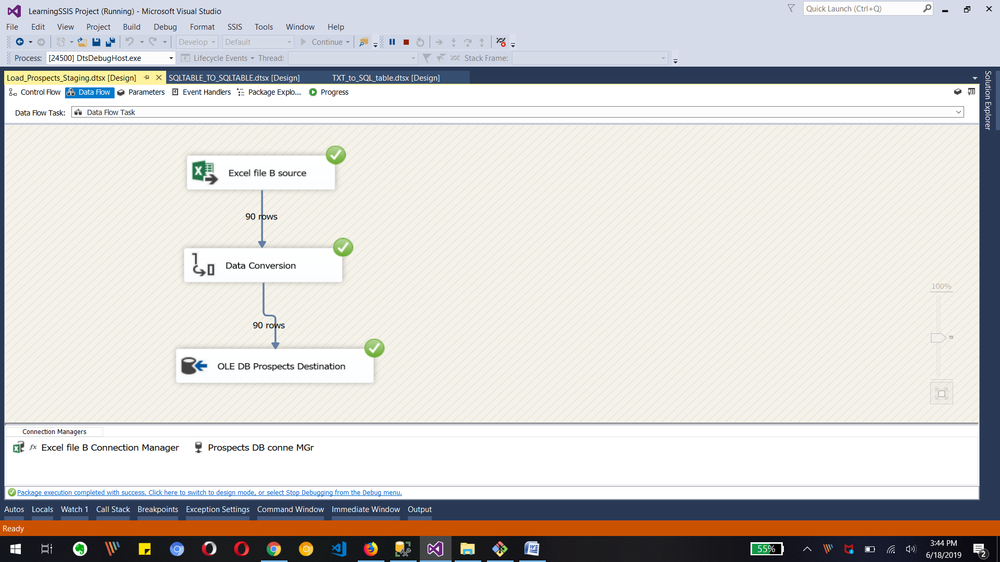 LearningSSIS Project (Running) - Microsoft Visual Studio
Quick Launch (Ctrl+Q)
File Edit View Project Build Debug Format SSIS Tools Window Help
Develop Default Continue
Process: [24500] DtsDebugHost.exe Lifecycle Events Thread: Stack Frame:
Load_Prospects_Staging.dtsx [Design] SQLTABLE_TO_SQLTABLE.dtsx [Design] TXT_to_SQL_table.dtsx [Design]
Solution Explorer
Control Flow Data Flow Parameters Event Handlers Package Explo... Progress
Data Flow Task: Data Flow Task
Excel file B source
90 rows
Data Conversion
90 rows
OLE DB Prospects Destination
100%
Connection Managers
fx Excel file B Connection Manager Prospects DB conne MGr
Package execution completed with success. Click here to switch to design mode, or select Stop Debugging from the Debug menu.
Autos Locals Watch 1 Call Stack Breakpoints Exception Settings Command Window Immediate Window Output
Ready
55%
3:44 PM
6/18/2019
2